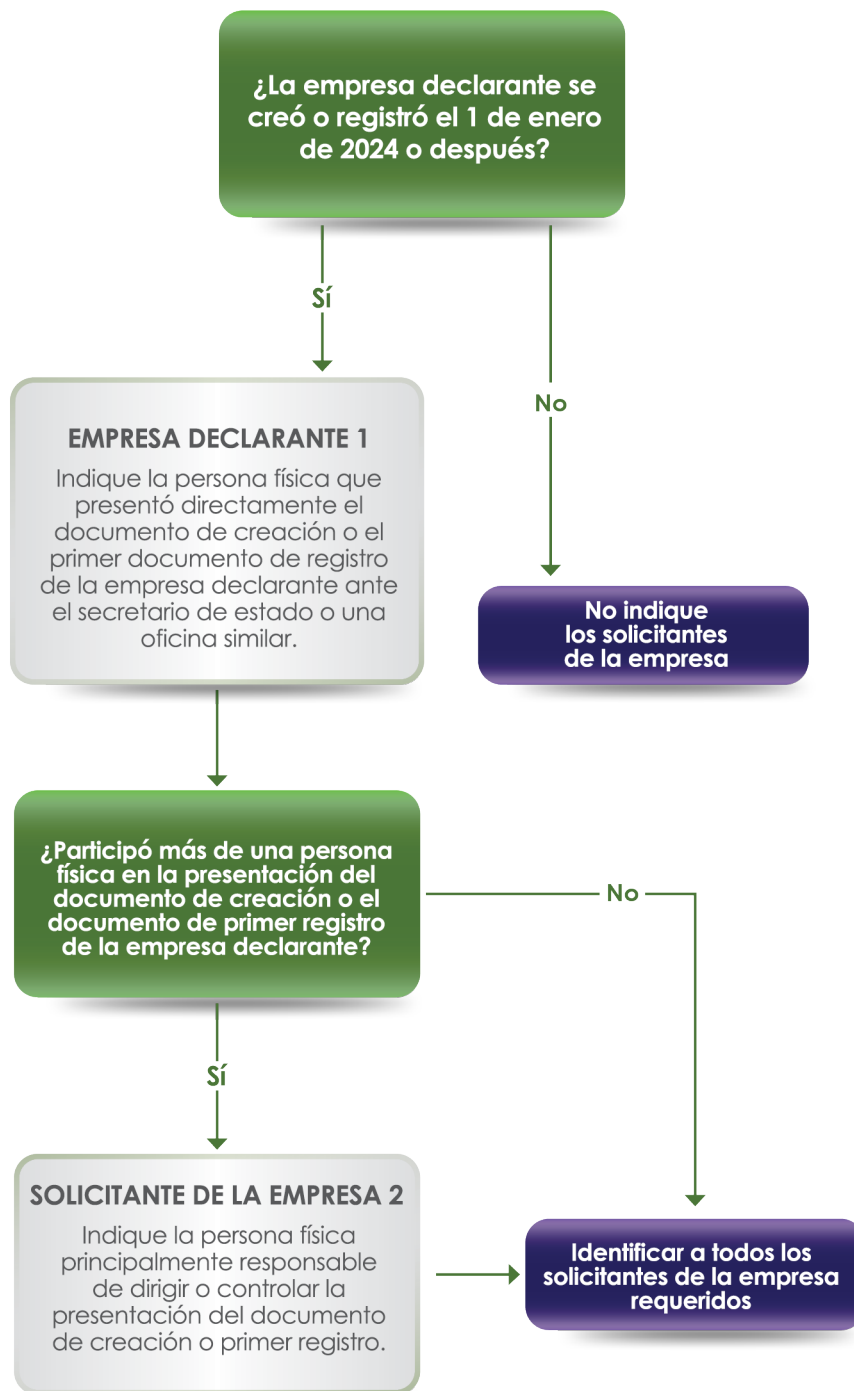 ¿La empresa declarante se
creó o registró el 1 de enero
de 2024 o después?
Sí
No
EMPRESA DECLARANTE 1
Indique la persona física que
presentó directamente el
documento de creación o el
primer documento de registro
de la empresa declarante ante
el secretario de estado o una
oficina similar.
No indique
los solicitantes
de la empresa
¿Participó más de una persona
física en la presentación del
documento de creación o el
documento de primer registro
de la empresa declarante?
No
Sí
SOLICITANTE DE LA EMPRESA 2
Indique la persona física
principalmente responsable
de dirigir o controlar la
presentación del documento
de creación o primer registro.
Identificar a todos los
solicitantes de la empresa
requeridos